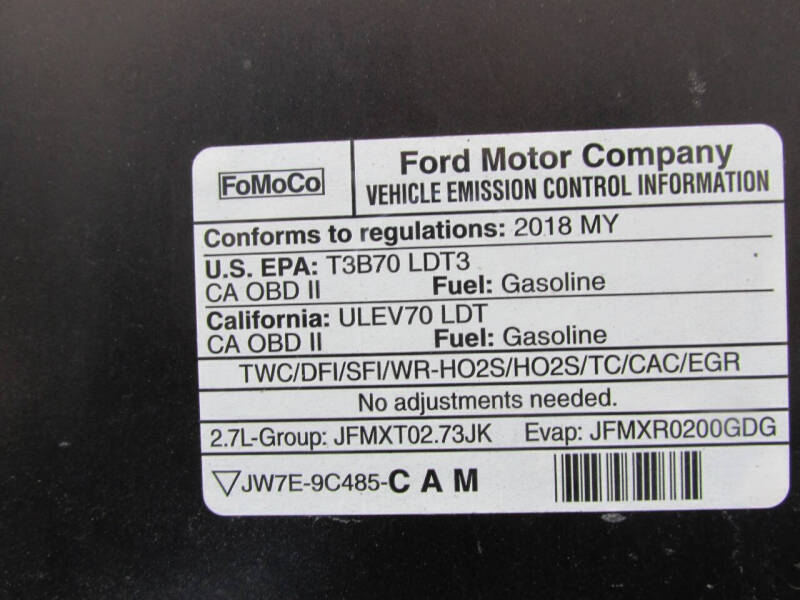 FoMoCo
Ford Motor Company
VEHICLE EMISSION CONTROL INFORMATION
Conforms to regulations: 2018 MY
U.S. EPA: T3B70 LDT3
CA OBD II Fuel: Gasoline
California: ULEV70 LDT
CA OBD II Fuel: Gasoline
TWC/DFI/SFI/WR-HO2S/HO2S/TC/CAC/EGR
No adjustments needed.
2.7L-Group: JFMXT02.73JK Evap: JFMXR0200GDG
▽JW7E-9C485-CAM